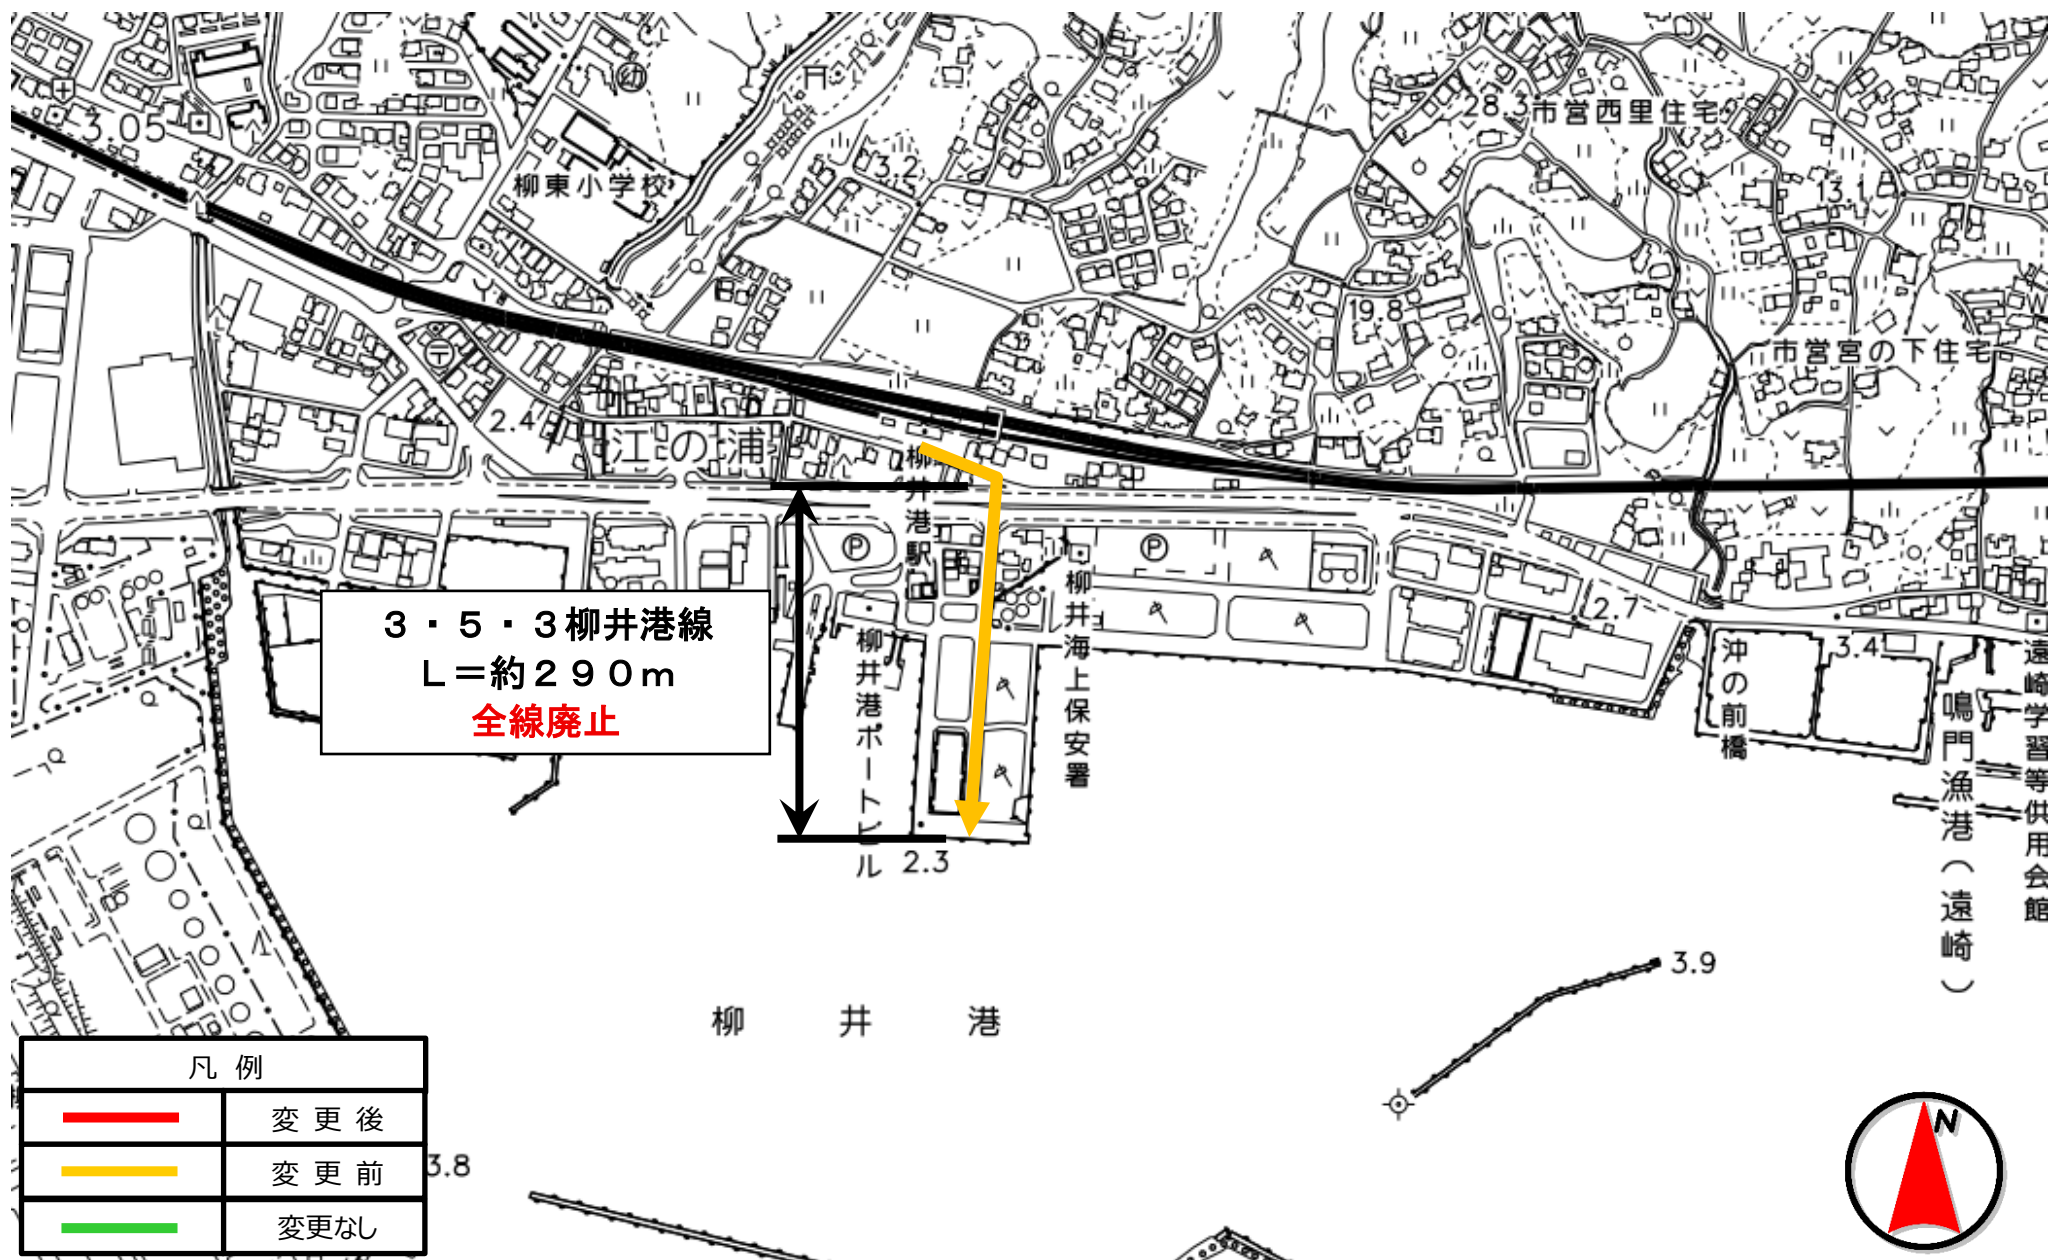 3.05
幼
柳東小学校
3.2
28.3
市営西里住宅
13.1
19.8
市営宮の下住宅
2.4
江の浦
柳井港駅
P
P
柳井海上保安署
2.7
3・5・3柳井港線
L=約290m
全線廃止
柳井港ポートビル
2.3
沖の前橋
3.4
鳴門漁港(遠崎)
遠崎学習等供用会館
3.9
柳井港
3.8
凡例
変更後
変更前
変更なし
N